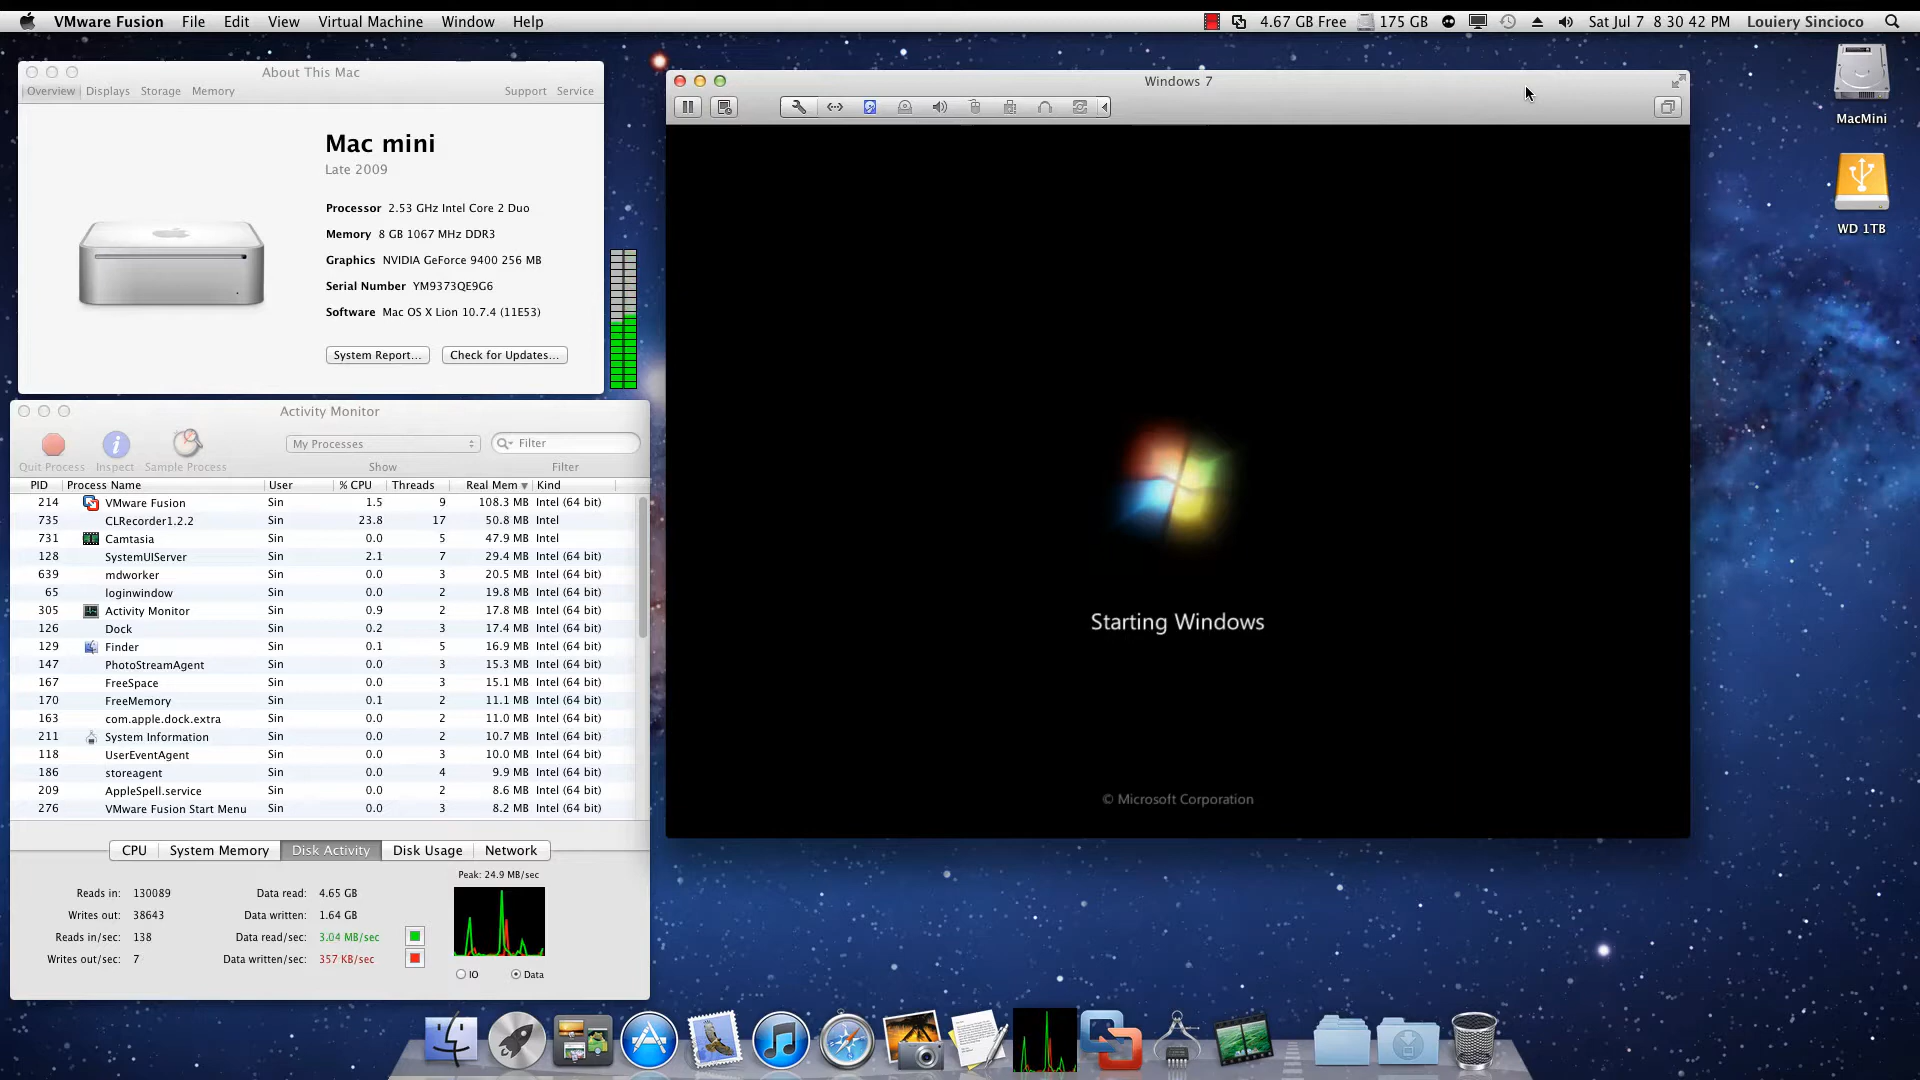 VMware Fusion File Edit View Virtual Machine Window Help 4.67 GB Free 175 GB Sat Jul 7 8 30 42 PM Louiery Sincioco
About This Mac
Overview Displays Storage Memory Support Service
Mac mini
Late 2009
Processor 2.53 GHz Intel Core 2 Duo
Memory 8 GB 1067 MHz DDR3
Graphics NVIDIA GeForce 9400 256 MB
Serial Number YM9373QE9G6
Software Mac OS X Lion 10.7.4 (11E53)
System Report... Check for Updates...
Activity Monitor
My Processes Filter
Quit Process Inspect Sample Process Show Filter
PID Process Name User % CPU Threads Real Mem Kind
214 VMware Fusion Sin 1.5 9 108.3 MB Intel (64 bit)
735 CLRecorder1.2.2 Sin 23.8 17 50.8 MB Intel
731 Camtasia Sin 0.0 5 47.9 MB Intel
128 SystemUIServer Sin 2.1 7 29.4 MB Intel (64 bit)
639 mdworker Sin 0.0 3 20.5 MB Intel (64 bit)
65 loginwindow Sin 0.0 2 19.8 MB Intel (64 bit)
305 Activity Monitor Sin 0.9 2 17.8 MB Intel (64 bit)
126 Dock Sin 0.2 3 17.4 MB Intel (64 bit)
129 Finder Sin 0.1 5 16.9 MB Intel (64 bit)
147 PhotoStreamAgent Sin 0.0 3 15.3 MB Intel (64 bit)
167 FreeSpace Sin 0.0 3 15.1 MB Intel (64 bit)
170 FreeMemory Sin 0.1 2 11.1 MB Intel (64 bit)
163 com.apple.dock.extra Sin 0.0 2 11.0 MB Intel (64 bit)
211 System Information Sin 0.0 2 10.7 MB Intel (64 bit)
118 UserEventAgent Sin 0.0 3 10.0 MB Intel (64 bit)
186 storeagent Sin 0.0 4 9.9 MB Intel (64 bit)
209 AppleSpell.service Sin 0.0 2 8.6 MB Intel (64 bit)
276 VMware Fusion Start Menu Sin 0.0 3 8.2 MB Intel (64 bit)
CPU System Memory Disk Activity Disk Usage Network
Peak: 24.9 MB/sec
Reads in: 130089 Data read: 4.65 GB
Writes out: 38643 Data written: 1.64 GB
Reads in/sec: 138 Data read/sec: 3.04 MB/sec
Writes out/sec: 7 Data written/sec: 357 KB/sec
IO Data
Windows 7
Starting Windows
© Microsoft Corporation
MacMini
WD 1TB